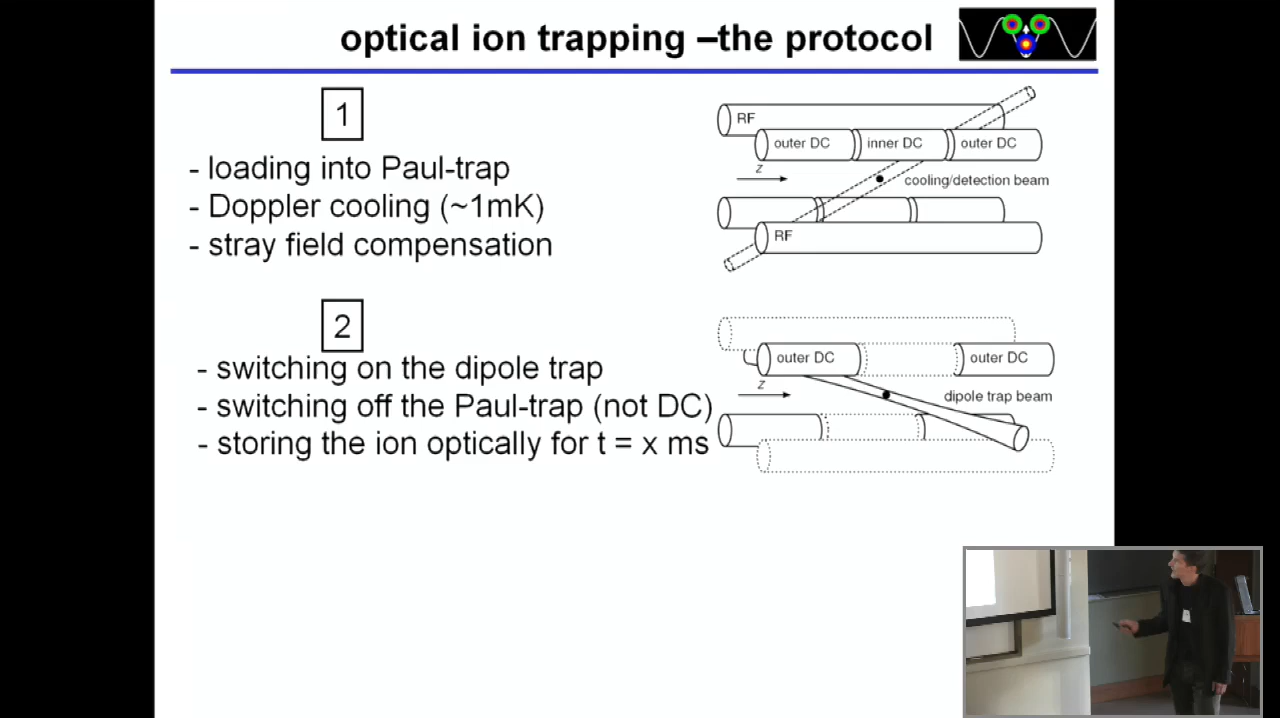 optical ion trapping –the protocol
1
- loading into Paul-trap
- Doppler cooling (~1mK)
- stray field compensation
RF
outer DC
inner DC
outer DC
z
cooling/detection beam
RF
2
- switching on the dipole trap
- switching off the Paul-trap (not DC)
- storing the ion optically for t = x ms
outer DC
outer DC
z
dipole trap beam